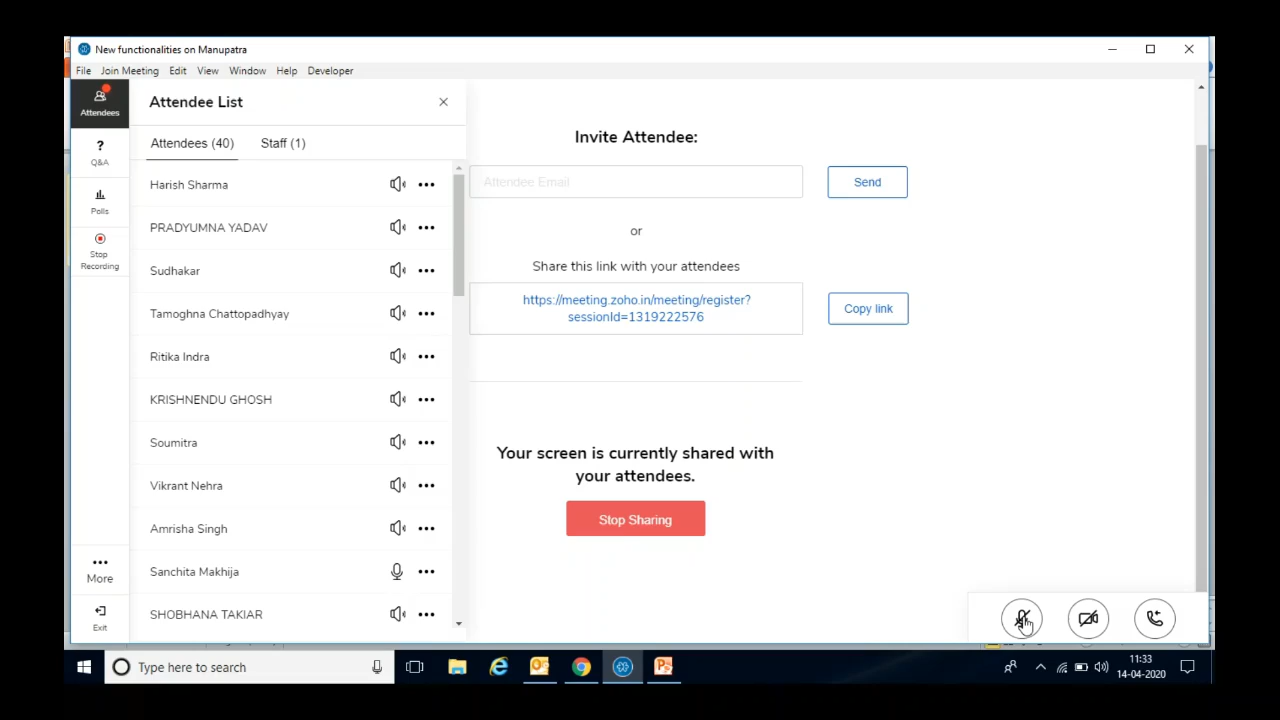 New functionalities on Manupatra
File Join Meeting Edit View Window Help Developer
Attendees
Q&A
Polls
Stop
Recording
More
Exit
Attendee List
Attendees (40) Staff (1)
Harish Sharma
PRADYUMNA YADAV
Sudhakar
Tamoghna Chattopadhyay
Ritika Indra
KRISHNENDU GHOSH
Soumitra
Vikrant Nehra
Amrisha Singh
Sanchita Makhija
SHOBHANA TAKIAR
Invite Attendee:
Attendee Email
Send
or
Share this link with your attendees
https://meeting.zoho.in/meeting/register?
sessionId=1319222576
Copy link
Your screen is currently shared with
your attendees.
Stop Sharing
Type here to search
11:33
14-04-2020